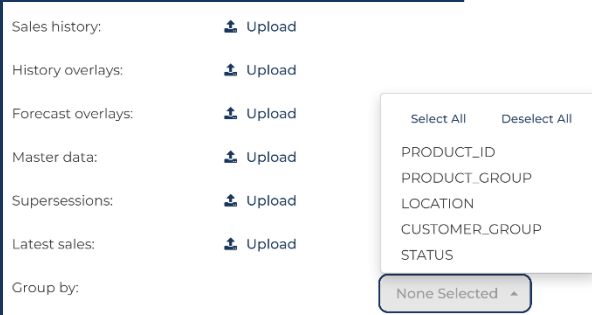 Sales history: Upload
History overlays: Upload
Forecast overlays: Upload
Select All Deselect All
Master data: Upload
PRODUCT_ID
PRODUCT_GROUP
Supersessions: Upload
LOCATION
CUSTOMER_GROUP
Latest sales: Upload
STATUS
Group by: None Selected